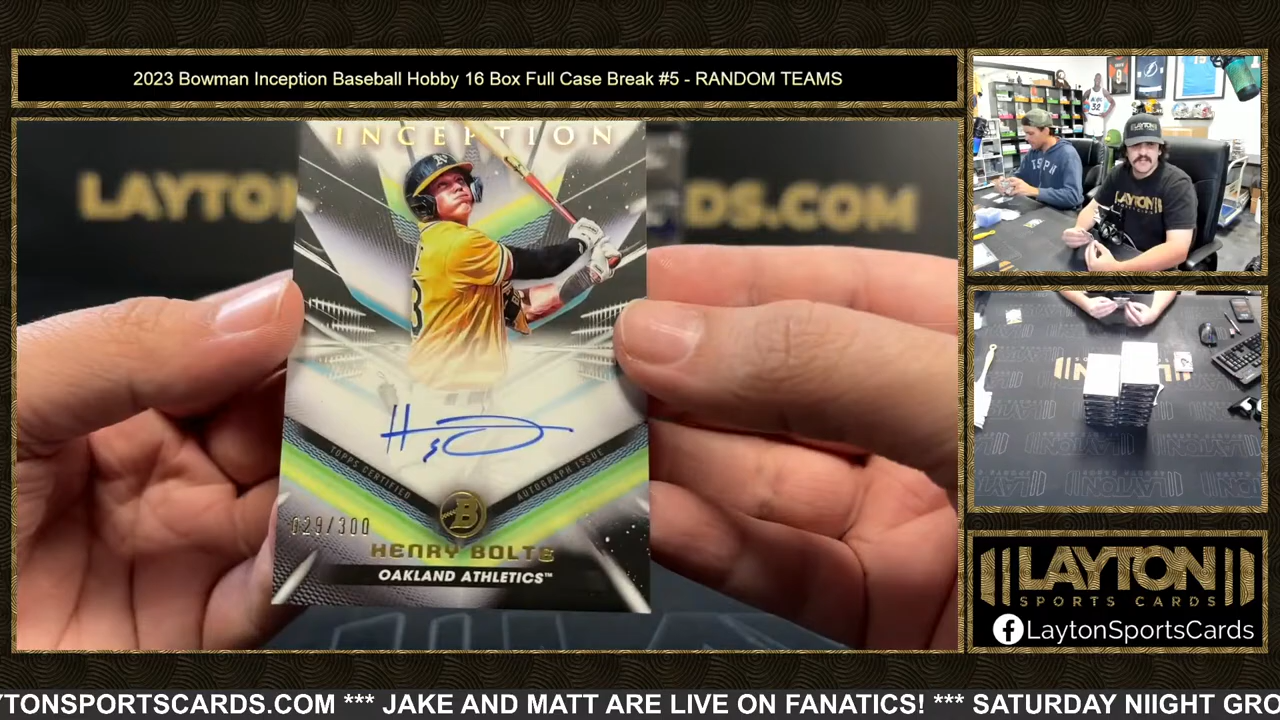 2023 Bowman Inception Baseball Hobby 16 Box Full Case Break #5 - RANDOM TEAMS
INCEPTION
LAYTO
DS.COM
TOPPS CERTIFIED
AUTOGRAPH ISSUE
B
029/300
HENRY BOLTE
OAKLAND ATHLETICS™
LAYTON
LAYTON
SPORTS CARDS
LaytonSportsCards
YTONSPORTSCARDS.COM *** JAKE AND MATT ARE LIVE ON FANATICS! *** SATURDAY NIIGHT GRO